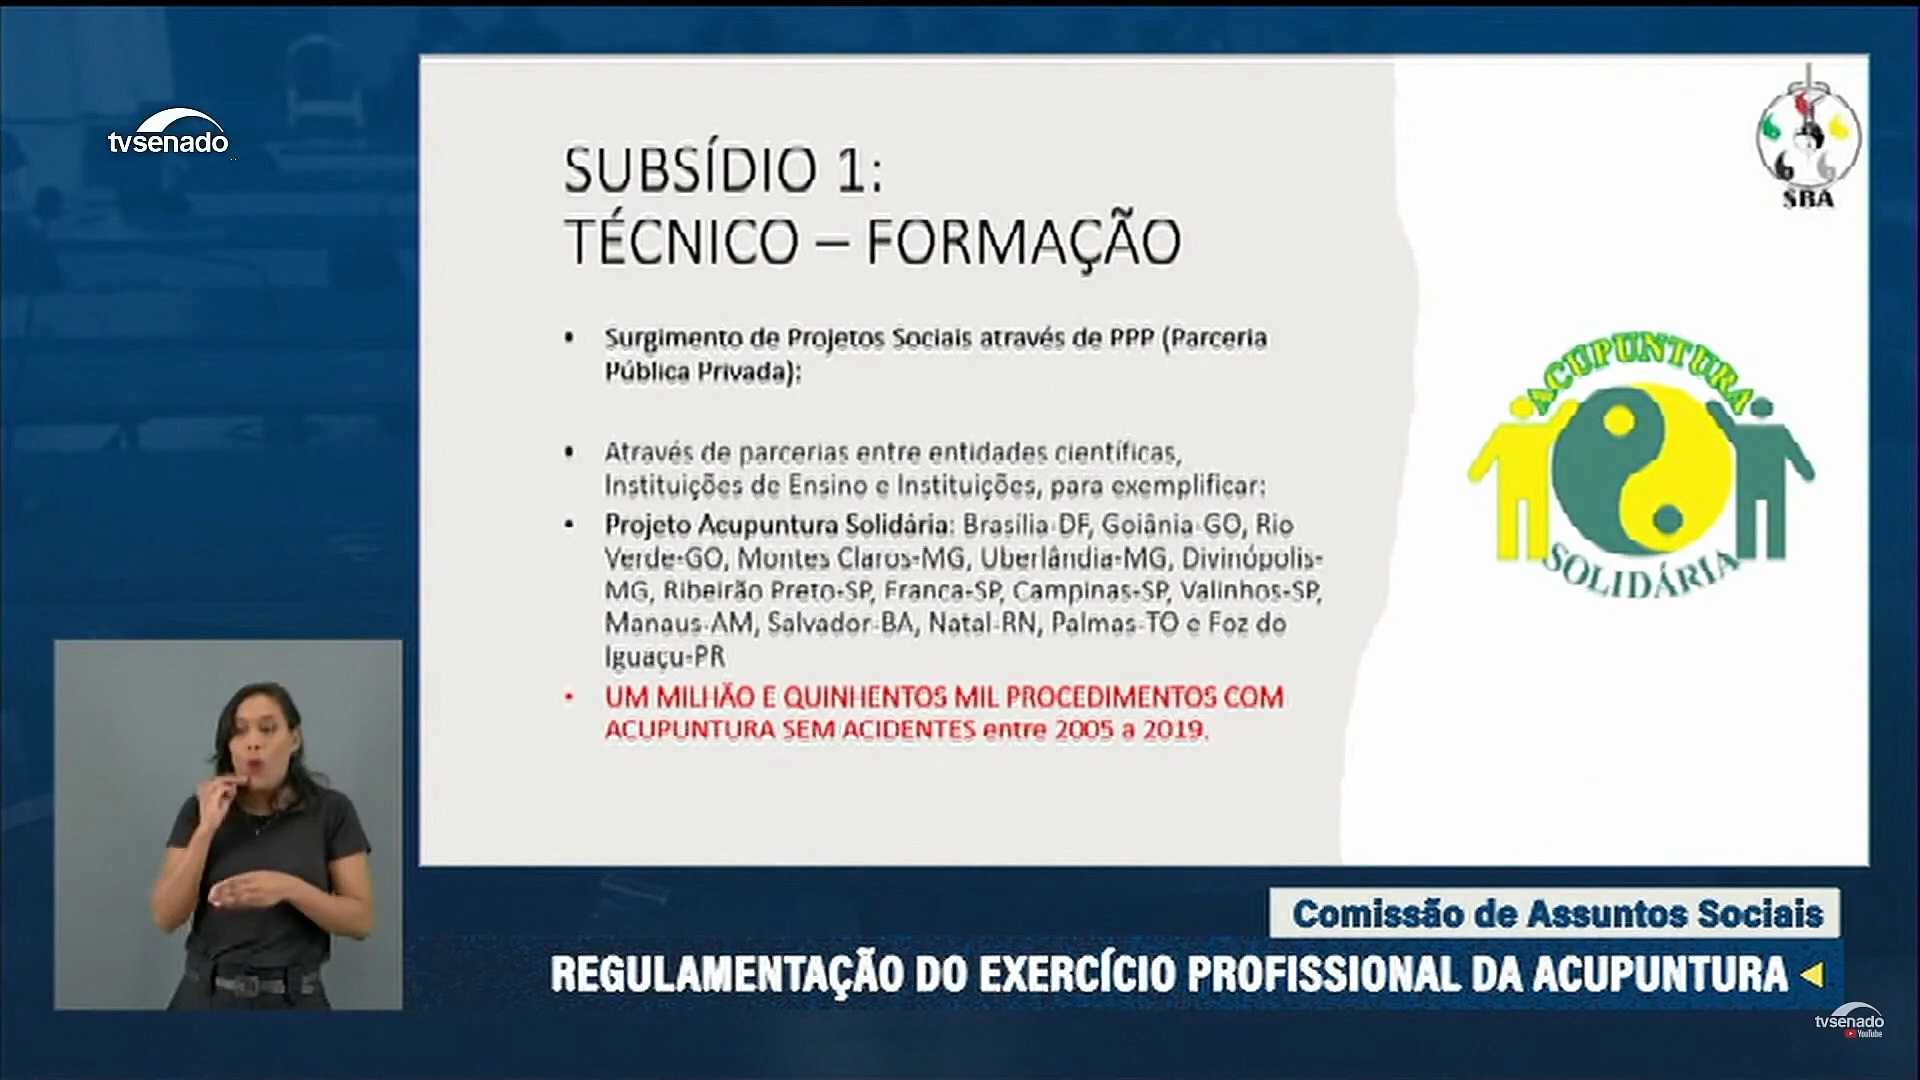 tvsenado
SUBSÍDIO 1:
TÉCNICO – FORMAÇÃO
• Surgimento de Projetos Sociais através de PPP (Parceria
Pública Privada);
• Através de parcerias entre entidades científicas,
Instituições de Ensino e Instituições, para exemplificar:
• Projeto Acupuntura Solidária: Brasília-DF, Goiânia-GO, Rio
Verde-GO, Montes Claros-MG, Uberlândia-MG, Divinópolis-
MG, Ribeirão Preto-SP, Franca-SP, Campinas-SP, Valinhos-SP,
Manaus-AM, Salvador-BA, Natal-RN, Palmas-TO e Foz do
Iguaçu-PR
• UM MILHÃO E QUINHENTOS MIL PROCEDIMENTOS COM
ACUPUNTURA SEM ACIDENTES entre 2005 a 2019.
SBA
ACUPUNTURA
SOLIDÁRIA
Comissão de Assuntos Sociais
REGULAMENTAÇÃO DO EXERCÍCIO PROFISSIONAL DA ACUPUNTURA
tvsenado
YouTube